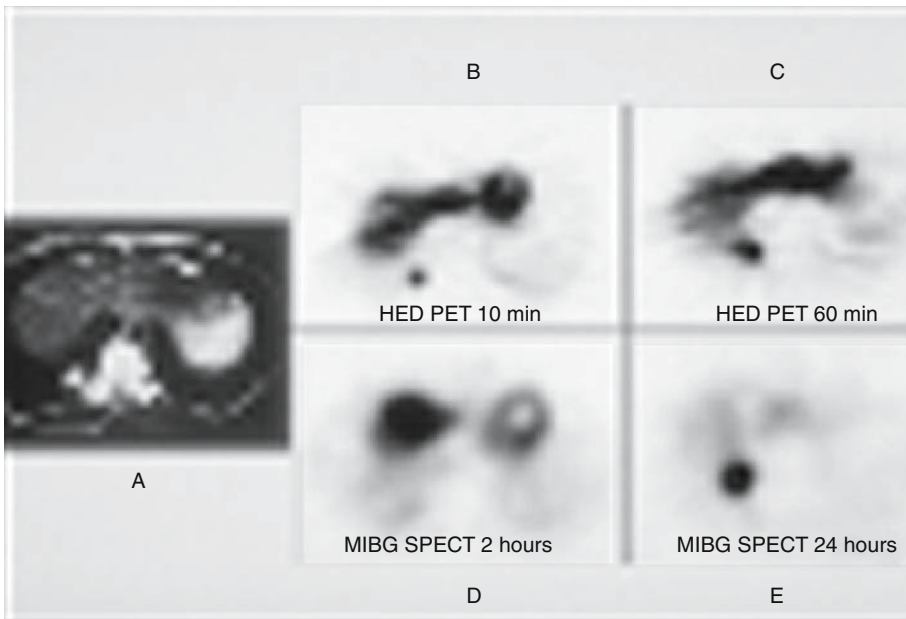 B
C
HED PET 10 min
HED PET 60 min
A
MIBG SPECT 2 hours
MIBG SPECT 24 hours
D
E